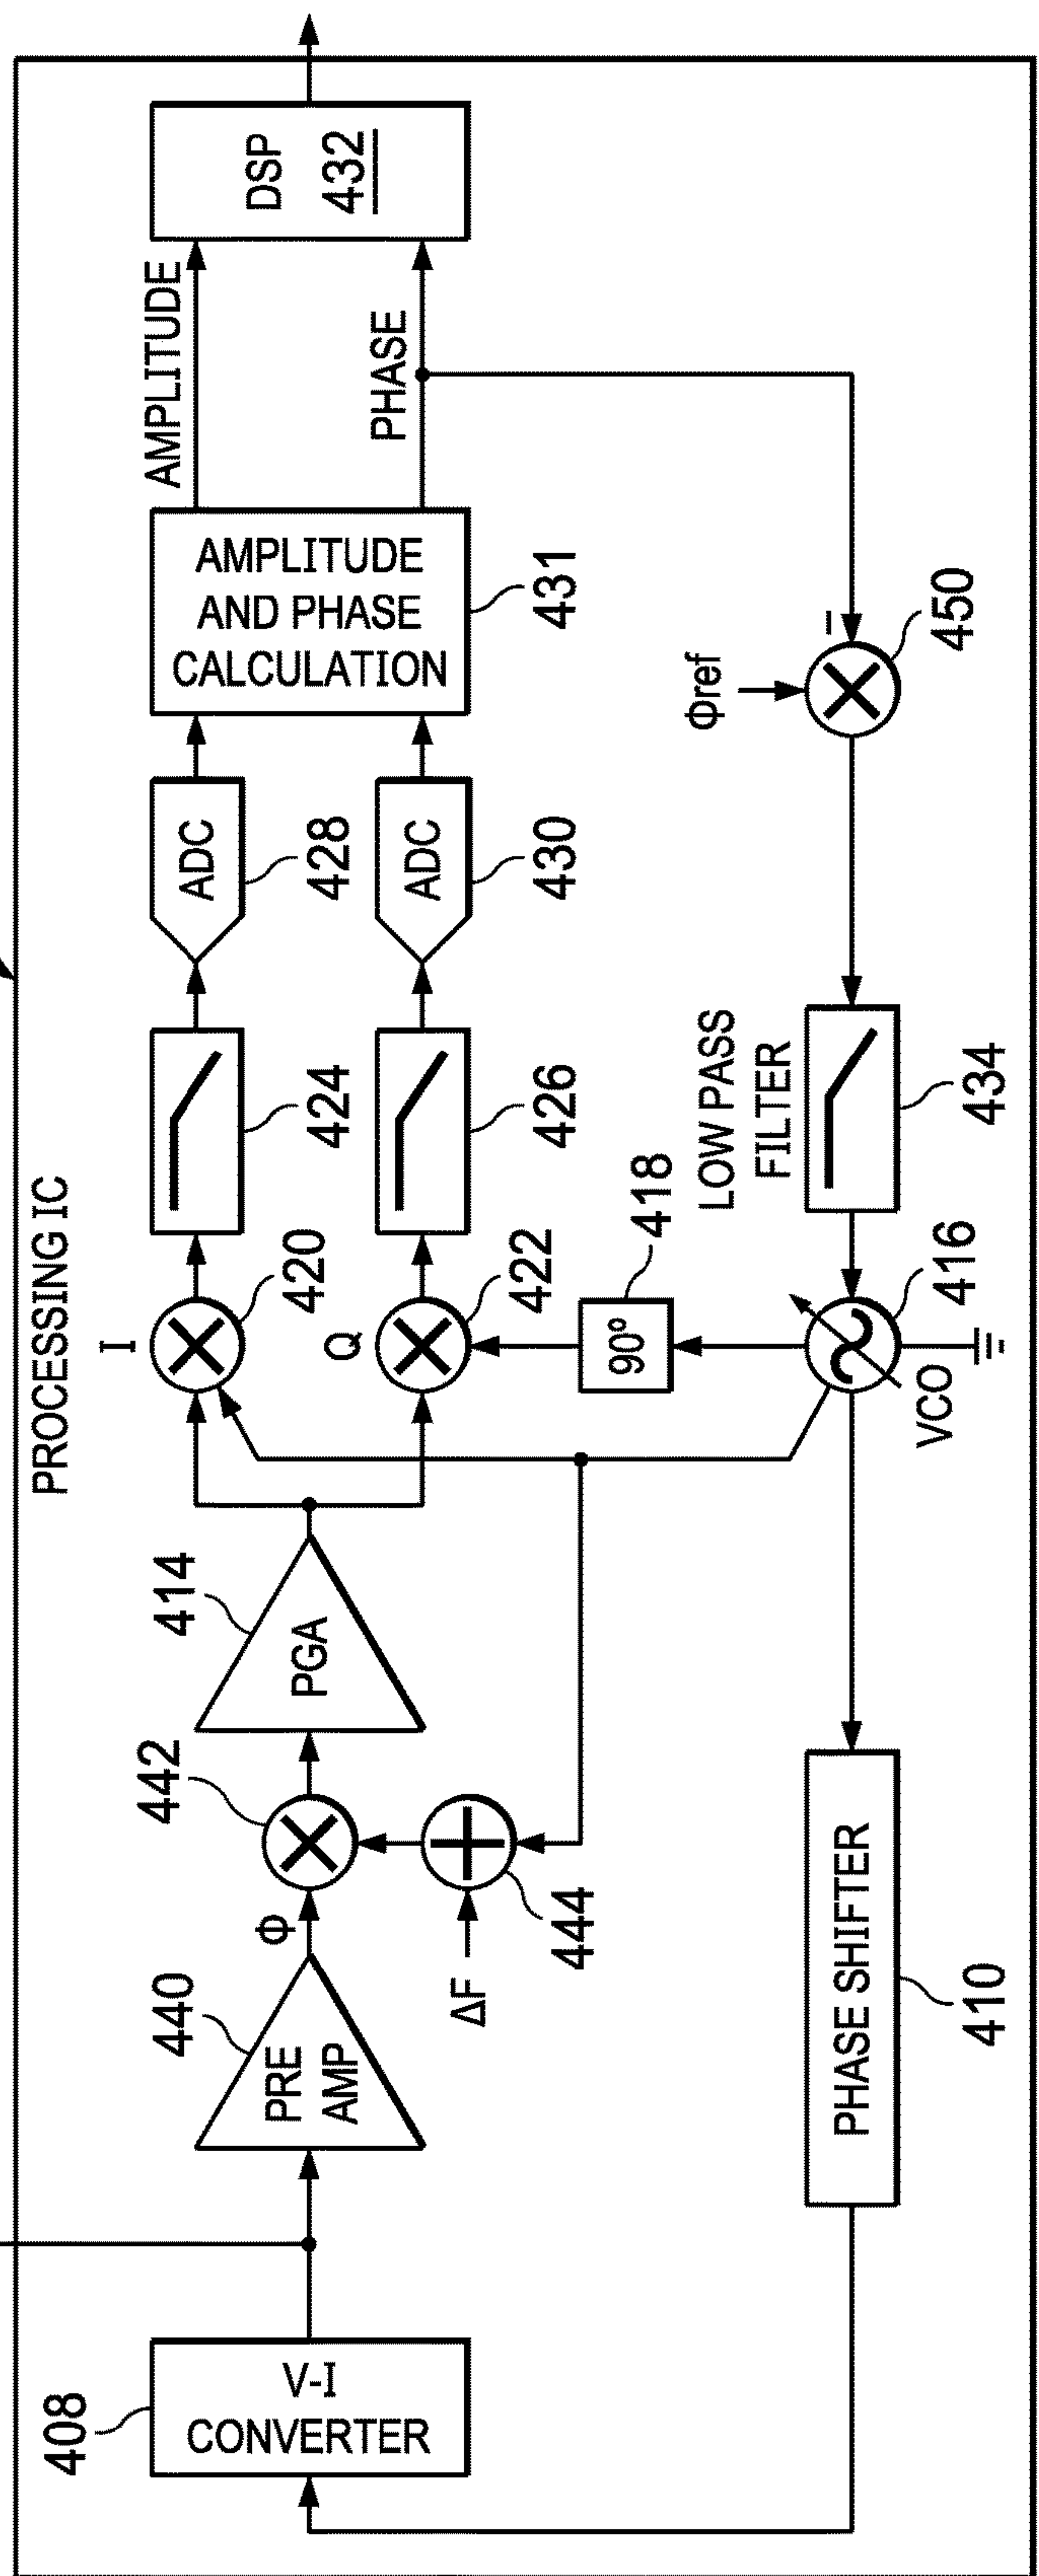 PROCESSING IC
408
V-I
CONVERTER
440
PRE
AMP
Φ
442
ΔF
444
414
PGA
I
420
Q
422
424
426
ADC
428
ADC
430
AMPLITUDE
AND PHASE
CALCULATION
431
AMPLITUDE
PHASE
DSP
432
PHASE SHIFTER
410
VCO
416
90°
418
LOW PASS
FILTER
434
Φref
–
450